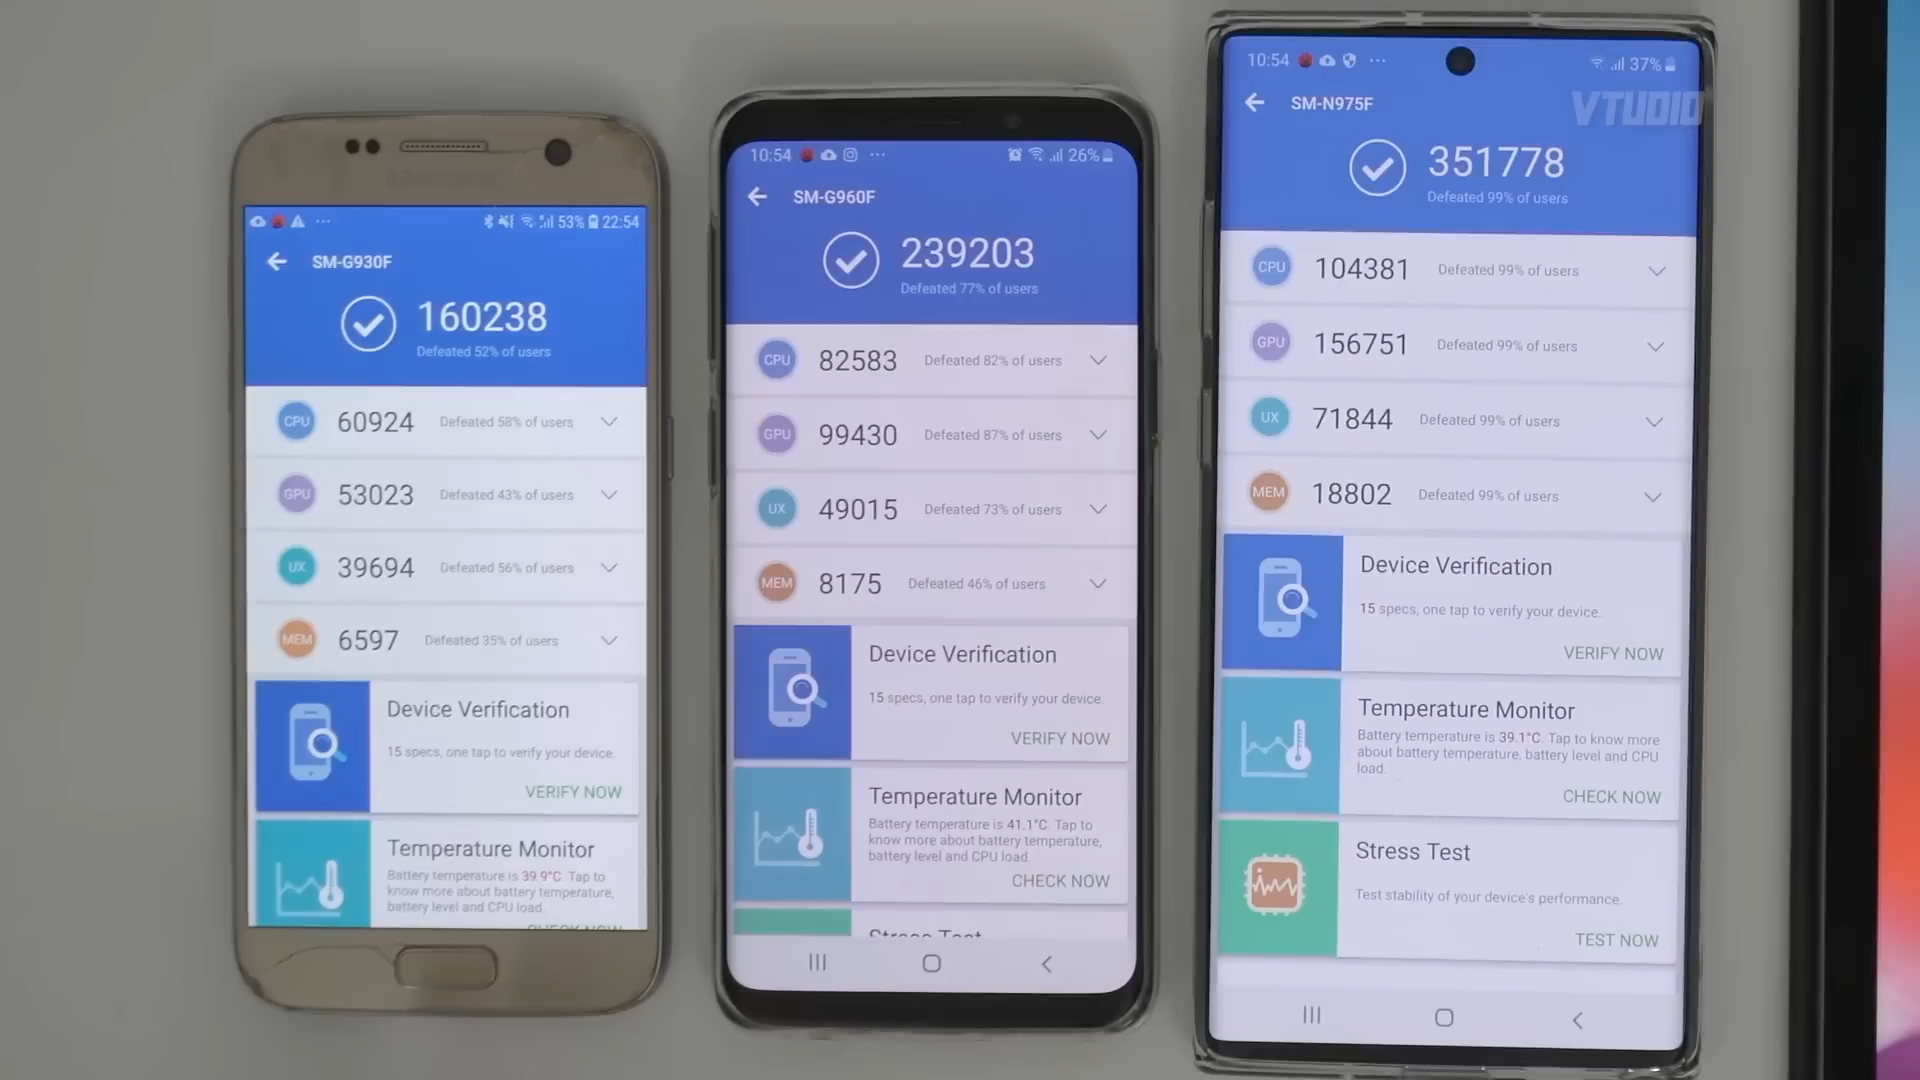 53% 22:54
SM-G930F
160238
Defeated 52% of users
CPU 60924 Defeated 58% of users
GPU 53023 Defeated 43% of users
UX 39694 Defeated 56% of users
MEM 6597 Defeated 35% of users
Device Verification
15 specs, one tap to verify your device.
VERIFY NOW
Temperature Monitor
Battery temperature is 39.9°C. Tap to
know more about battery temperature,
battery level and CPU load.
CHECK NOW
10:54 26%
SM-G960F
239203
Defeated 77% of users
CPU 82583 Defeated 82% of users
GPU 99430 Defeated 87% of users
UX 49015 Defeated 73% of users
MEM 8175 Defeated 46% of users
Device Verification
15 specs, one tap to verify your device.
VERIFY NOW
Temperature Monitor
Battery temperature is 41.1°C. Tap to
know more about battery temperature,
battery level and CPU load.
CHECK NOW
Stress Test
10:54 37%
SM-N975F
VTUDIO
351778
Defeated 99% of users
CPU 104381 Defeated 99% of users
GPU 156751 Defeated 99% of users
UX 71844 Defeated 99% of users
MEM 18802 Defeated 99% of users
Device Verification
15 specs, one tap to verify your device.
VERIFY NOW
Temperature Monitor
Battery temperature is 39.1°C. Tap to know more
about battery temperature, battery level and CPU
load.
CHECK NOW
Stress Test
Test stability of your device's performance.
TEST NOW